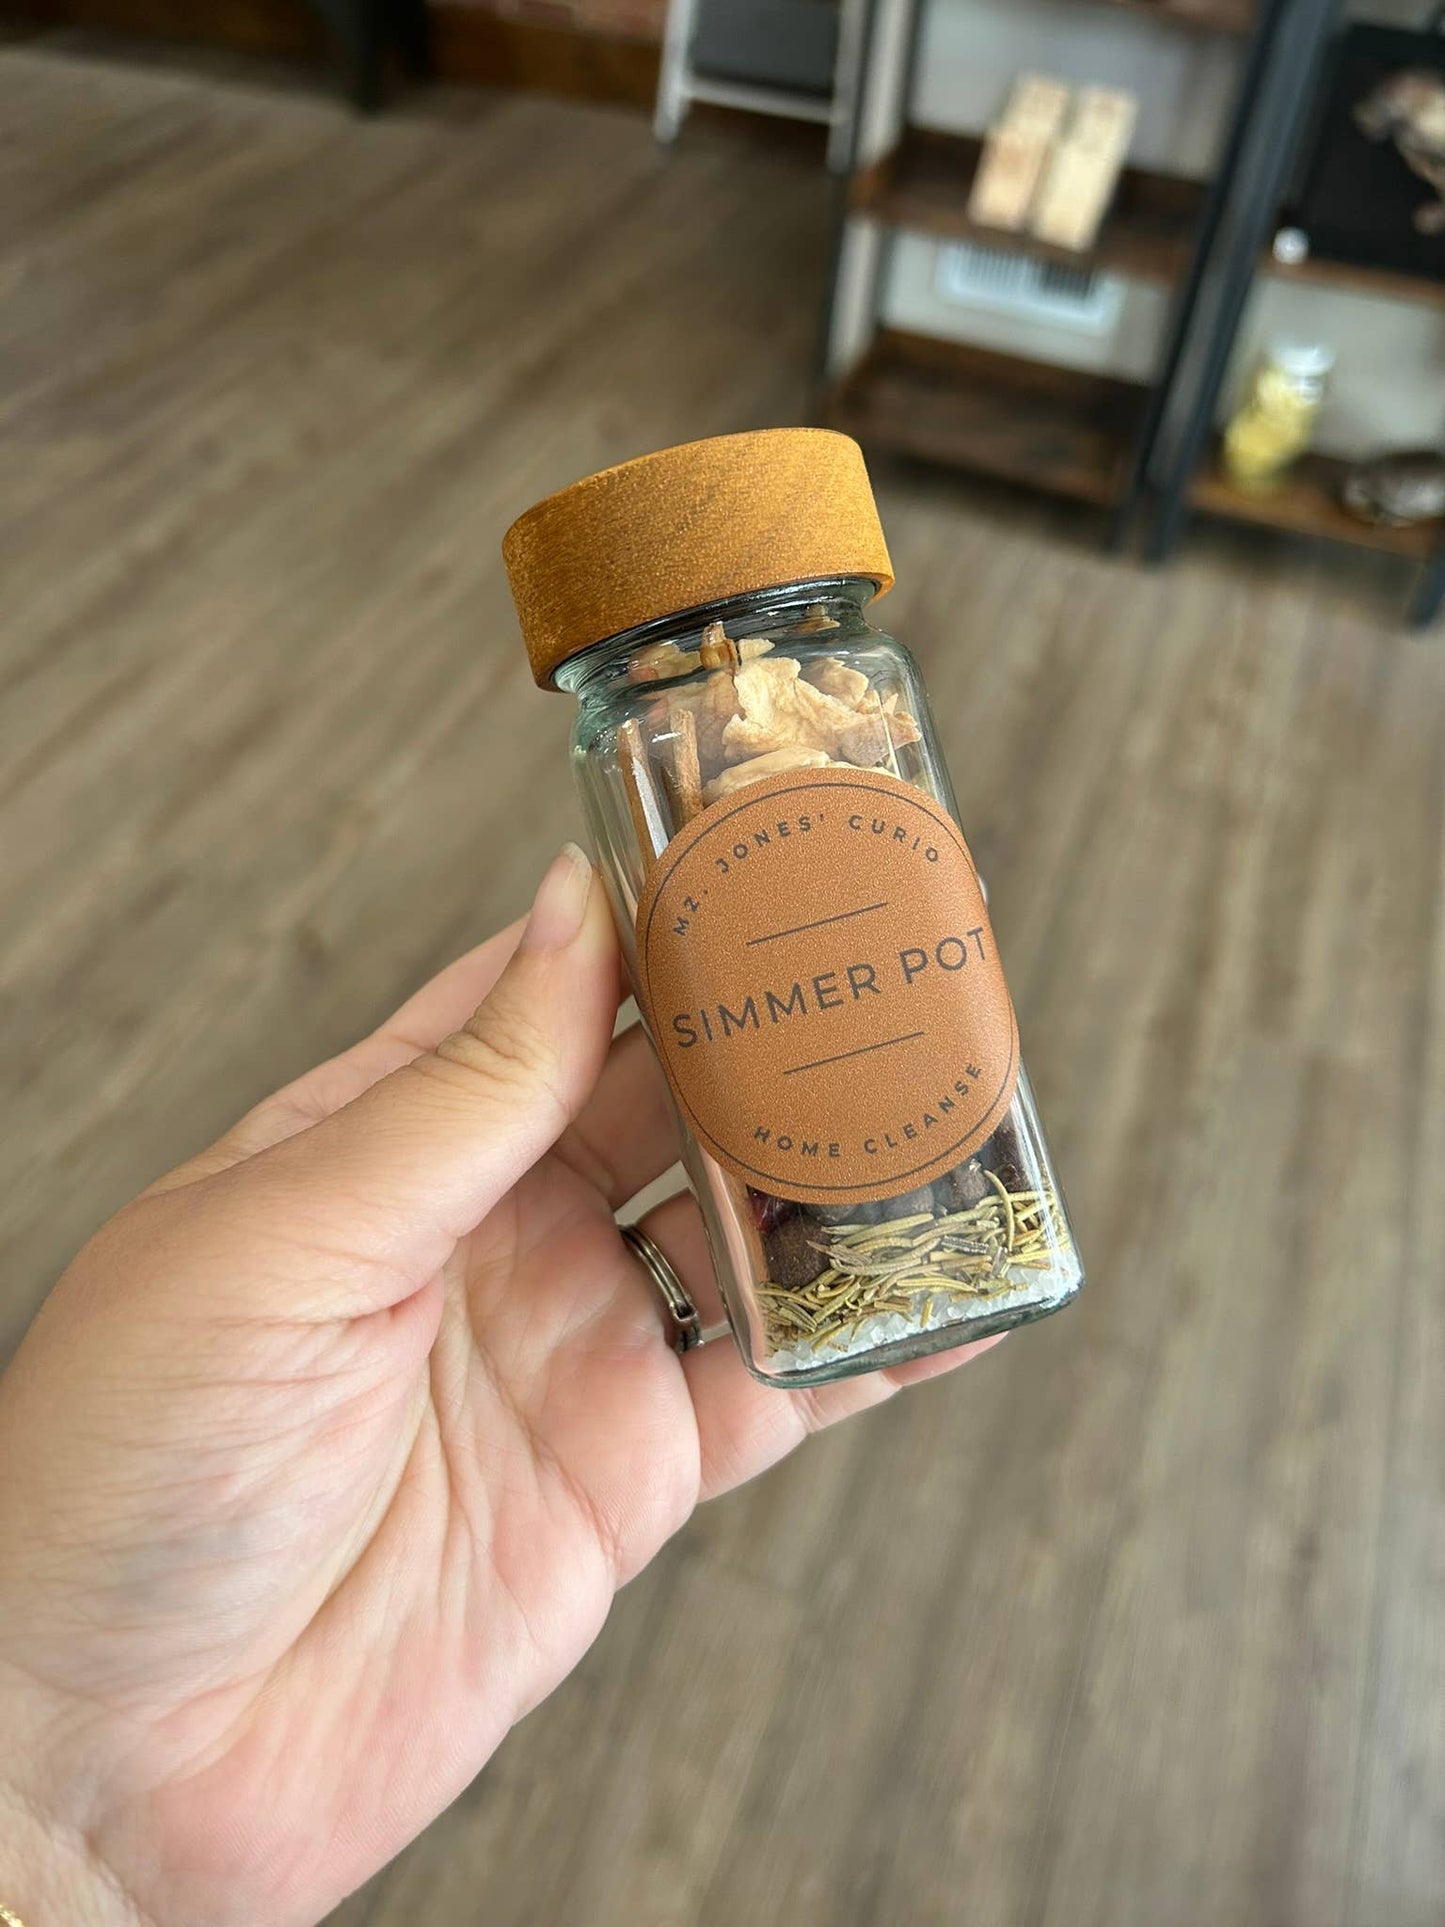 MZ. JONES' CURIO
SIMMER POT
HOME CLEANSE